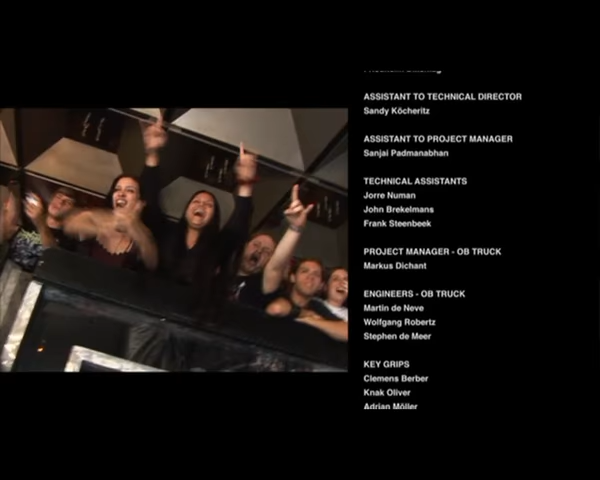 ASSISTANT TO TECHNICAL DIRECTOR
Sandy Köcheritz
ASSISTANT TO PROJECT MANAGER
Sanjai Padmanabhan
TECHNICAL ASSISTANTS
Jorre Numan
John Brekelmans
Frank Steenbeek
PROJECT MANAGER - OB TRUCK
Markus Dichant
ENGINEERS - OB TRUCK
Martin de Neve
Wolfgang Robertz
Stephen de Meer
KEY GRIPS
Clemens Berber
Knak Oliver
Adrian Möller